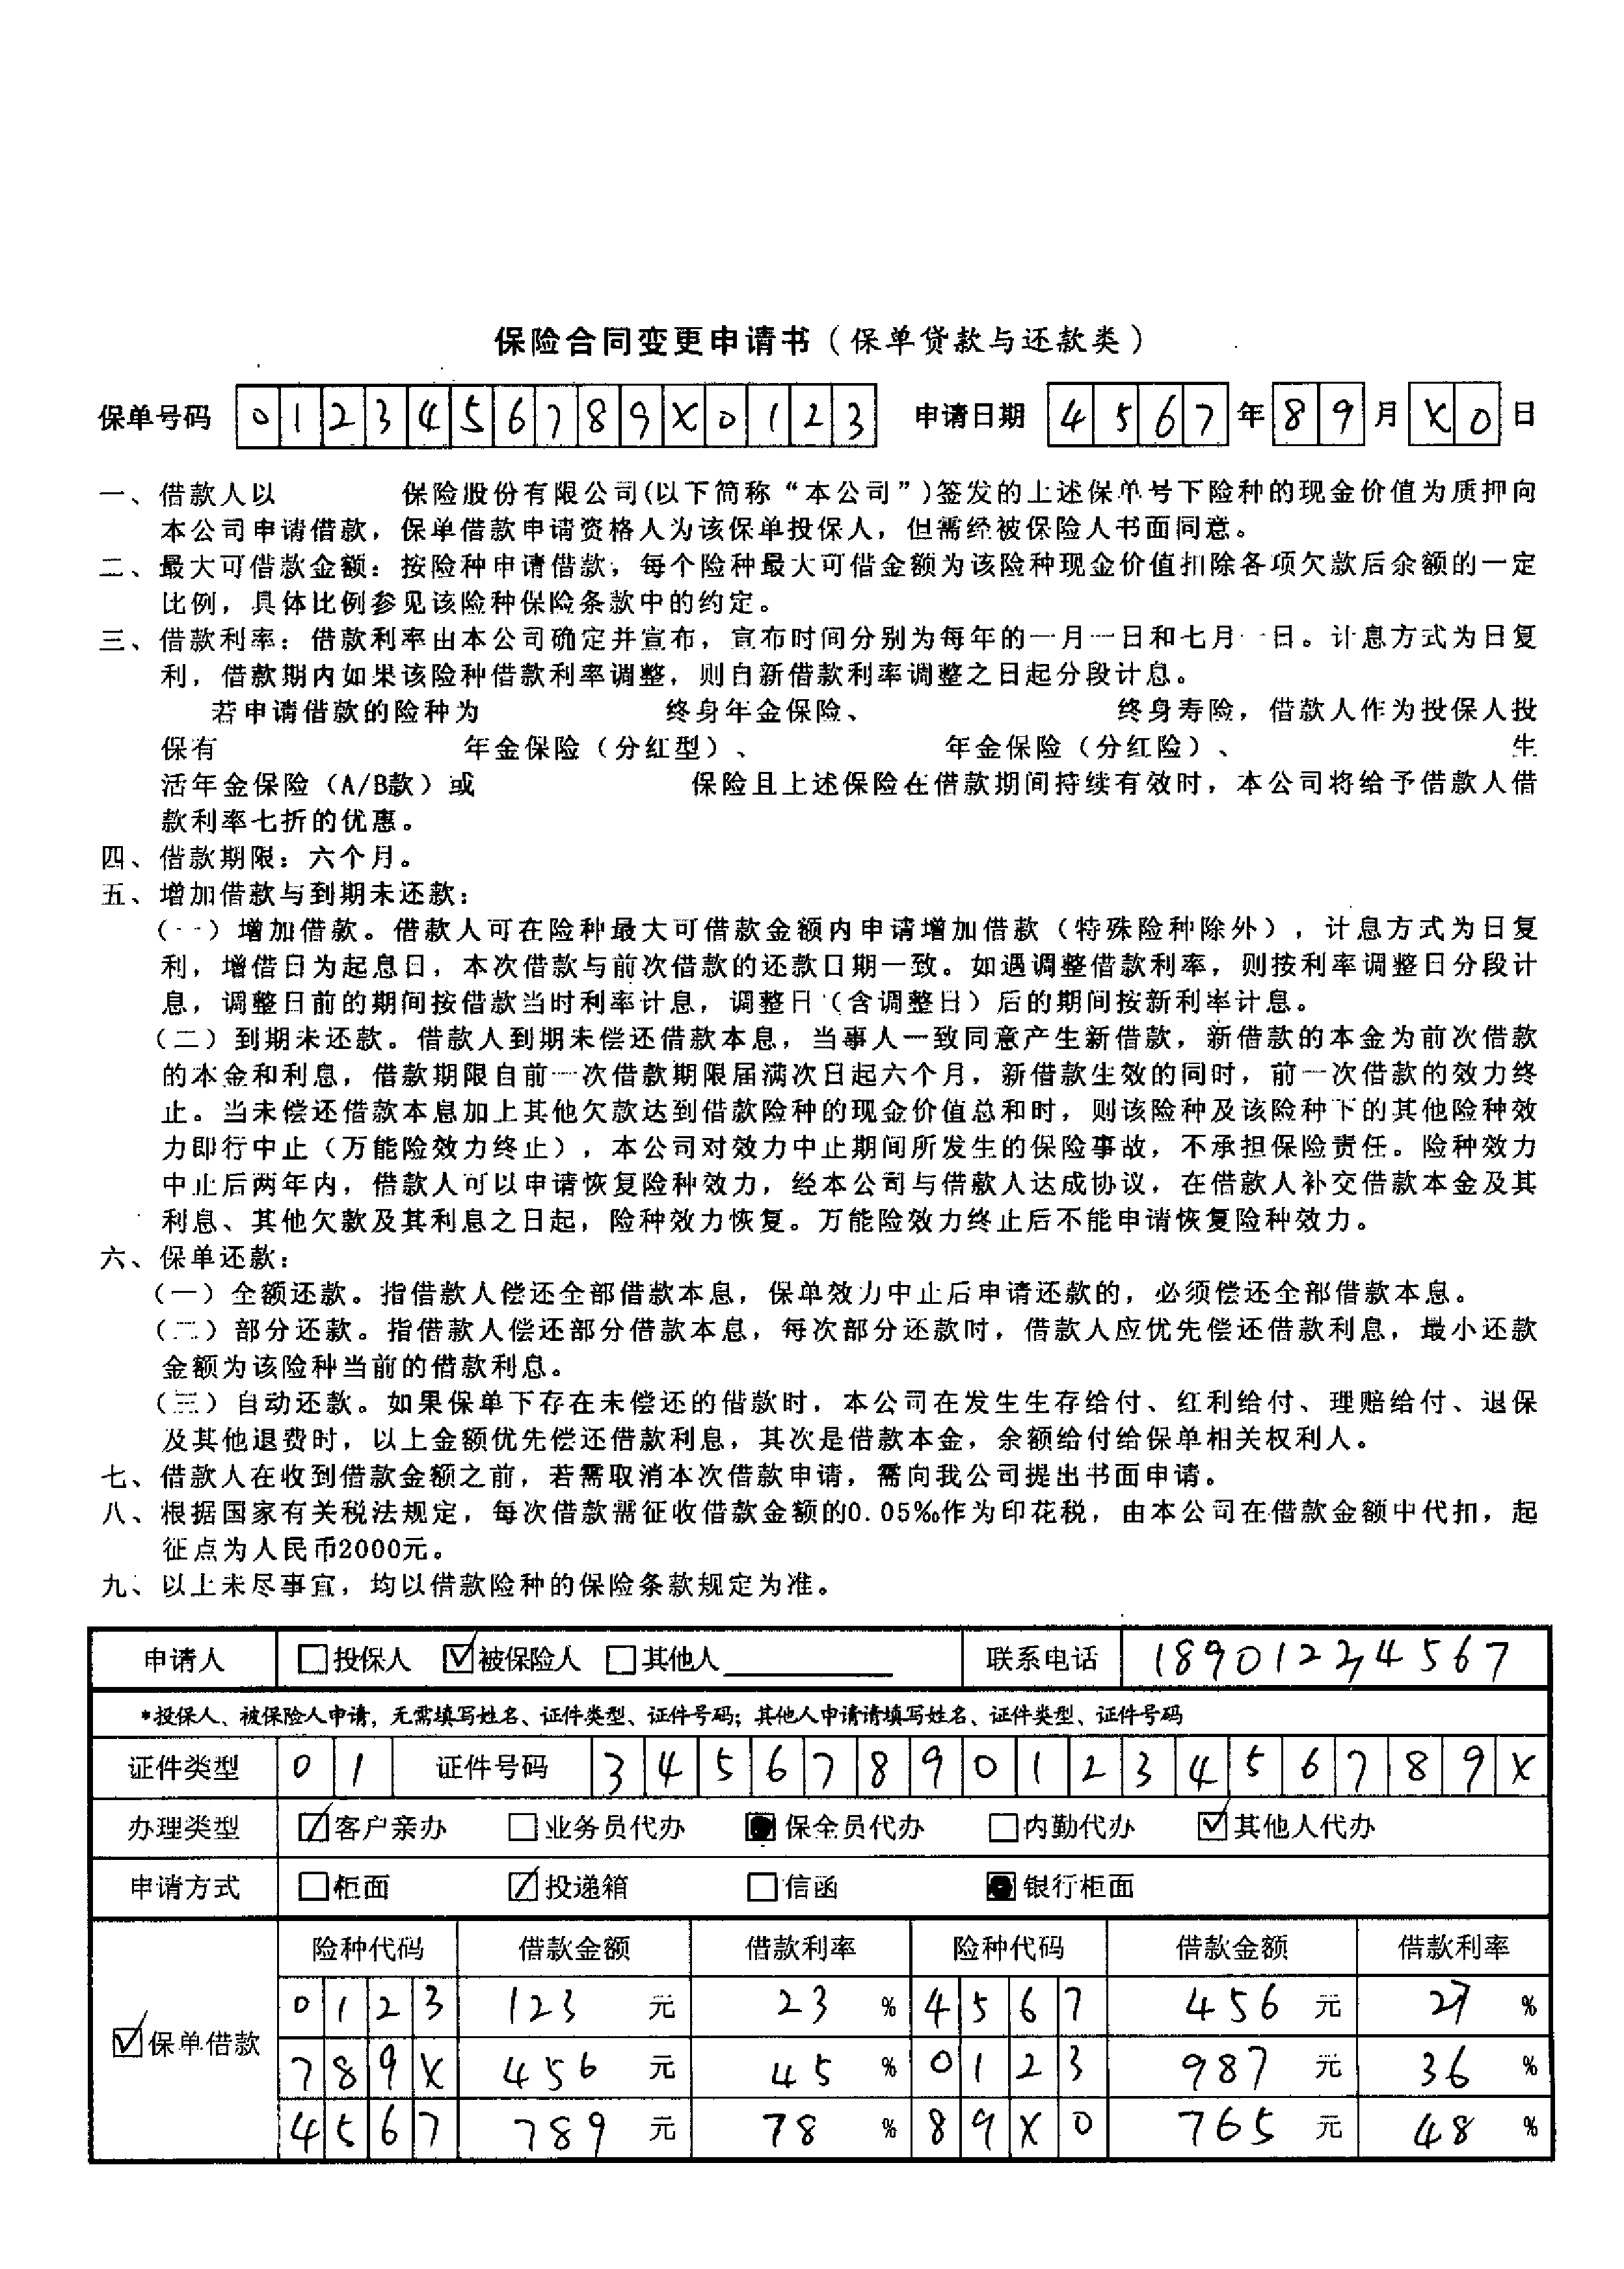 保险合同变更申请书（保单贷款与还款类）
保单号码 0 1 2 3 4 5 6 7 8 9 X 0 1 2 3 申请日期 4 5 6 7 年 8 9 月 X 0 日
一、借款人以 保险股份有限公司(以下简称“本公司”)签发的上述保单号下险种的现金价值为质押向
本公司申请借款，保单借款申请资格人为该保单投保人，但需经被保险人书面同意。
二、最大可借款金额：按险种申请借款，每个险种最大可借金额为该险种现金价值扣除各项欠款后余额的一定
比例，具体比例参见该险种保险条款中的约定。
三、借款利率：借款利率由本公司确定并宣布，宣布时间分别为每年的一月一日和七月一日。计息方式为日复
利，借款期内如果该险种借款利率调整，则自新借款利率调整之日起分段计息。
若申请借款的险种为 终身年金保险、 终身寿险，借款人作为投保人投
保有 年金保险（分红型）、 年金保险（分红险）、 生
活年金保险（A/B款）或 保险且上述保险在借款期间持续有效时，本公司将给予借款人借
款利率七折的优惠。
四、借款期限：六个月。
五、增加借款与到期未还款：
（一）增加借款。借款人可在险种最大可借款金额内申请增加借款（特殊险种除外），计息方式为日复
利，增借日为起息日，本次借款与前次借款的还款日期一致。如遇调整借款利率，则按利率调整日分段计
息，调整日前的期间按借款当时利率计息，调整日（含调整日）后的期间按新利率计息。
（二）到期未还款。借款人到期未偿还借款本息，当事人一致同意产生新借款，新借款的本金为前次借款
的本金和利息，借款期限自前一次借款期限届满次日起六个月，新借款生效的同时，前一次借款的效力终
止。当未偿还借款本息加上其他欠款达到借款险种的现金价值总和时，则该险种及该险种下的其他险种效
力即行中止（万能险效力终止），本公司对效力中止期间所发生的保险事故，不承担保险责任。险种效力
中止后两年内，借款人可以申请恢复险种效力，经本公司与借款人达成协议，在借款人补交借款本金及其
利息、其他欠款及其利息之日起，险种效力恢复。万能险效力终止后不能申请恢复险种效力。
六、保单还款：
（一）全额还款。指借款人偿还全部借款本息，保单效力中止后申请还款的，必须偿还全部借款本息。
（二）部分还款。指借款人偿还部分借款本息，每次部分还款时，借款人应优先偿还借款利息，最小还款
金额为该险种当前的借款利息。
（三）自动还款。如果保单下存在未偿还的借款时，本公司在发生生存给付、红利给付、理赔给付、退保
及其他退费时，以上金额优先偿还借款利息，其次是借款本金，余额给付给保单相关权利人。
七、借款人在收到借款金额之前，若需取消本次借款申请，需向我公司提出书面申请。
八、根据国家有关税法规定，每次借款需征收借款金额的0.05‰作为印花税，由本公司在借款金额中代扣，起
征点为人民币2000元。
九、以上未尽事宜，均以借款险种的保险条款规定为准。
申请人 □投保人 ☑被保险人 □其他人 联系电话 18901234567
*投保人、被保险人申请，无需填写姓名、证件类型、证件号码；其他人申请请填写姓名、证件类型、证件号码
证件类型 0 1 证件号码 3 4 5 6 7 8 9 0 1 2 3 4 5 6 7 8 9 X
办理类型 ☑客户亲办 □业务员代办 ■保全员代办 □内勤代办 ☑其他人代办
申请方式 □柜面 ☑投递箱 □信函 ■银行柜面
险种代码 借款金额 借款利率 险种代码 借款金额 借款利率
0 1 2 3 123 元 23 % 4 5 6 7 456 元 27 %
☑保单借款
7 8 9 X 456 元 45 % 0 1 2 3 987 元 36 %
4 5 6 7 789 元 78 % 8 9 X 0 765 元 48 %